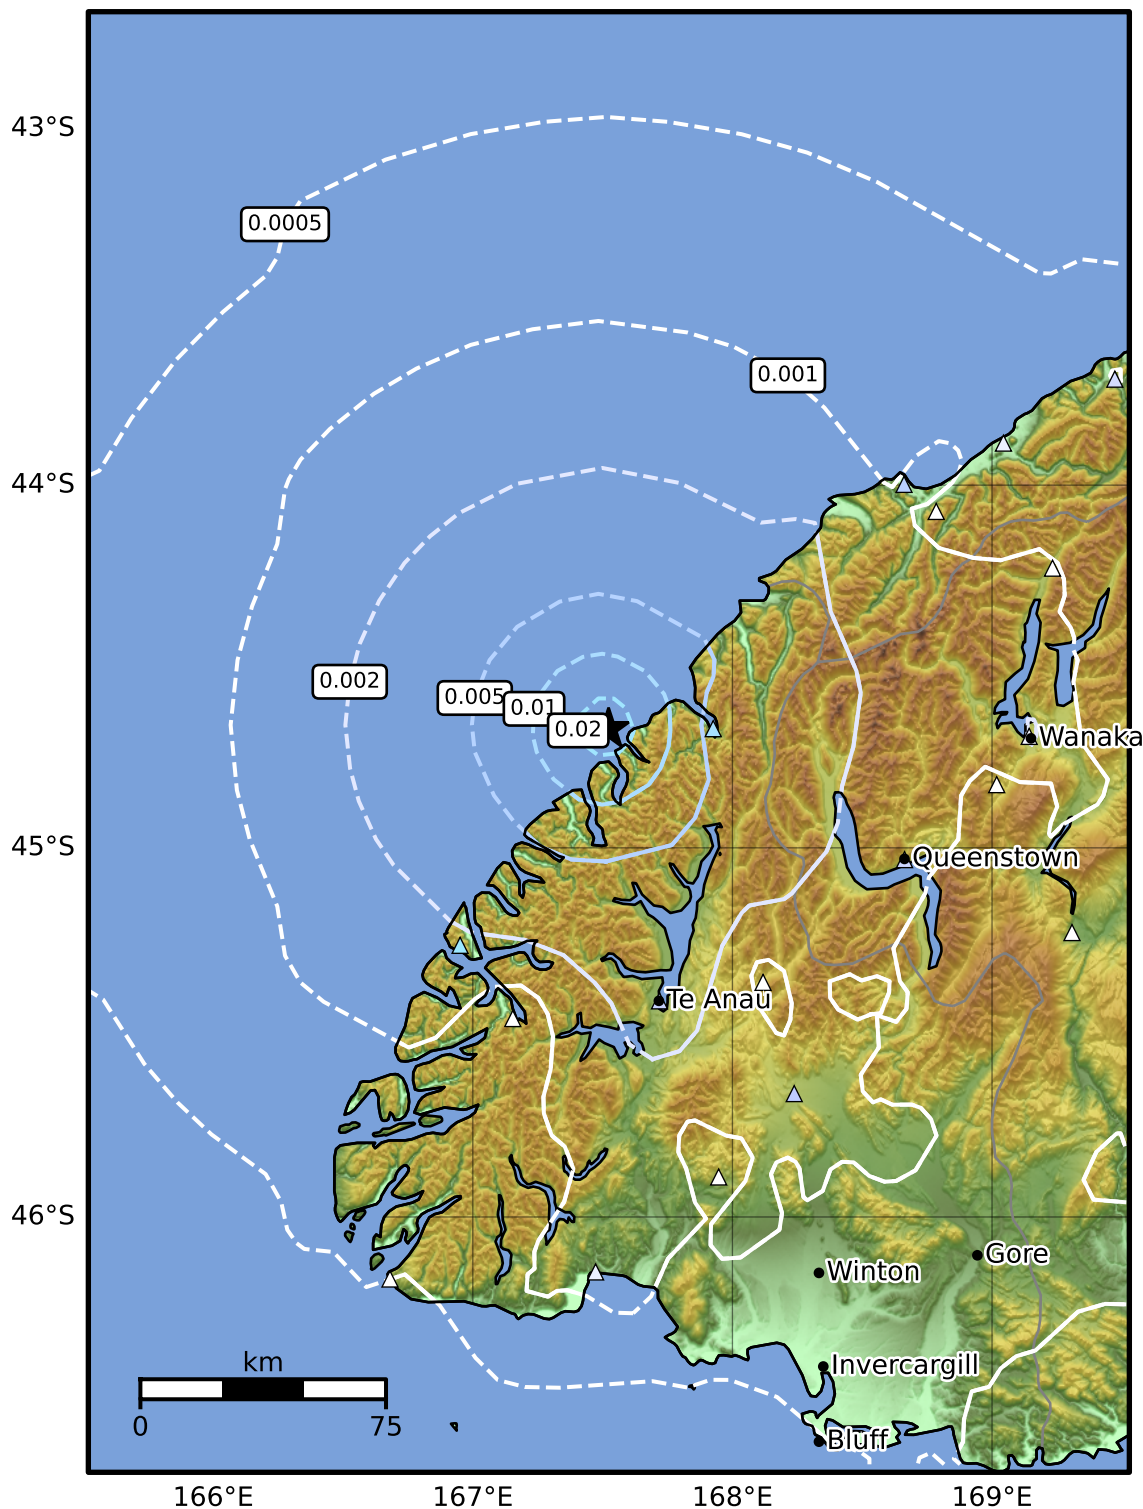 43°S
0.0005
0.001
44°S
0.002
0.005
0.01
0.02
Wanaka
45°S
Queenstown
Te Anau
46°S
Gore
Winton
km
Invercargill
0
75
Bluff
166°E
167°E
168°E
169°E